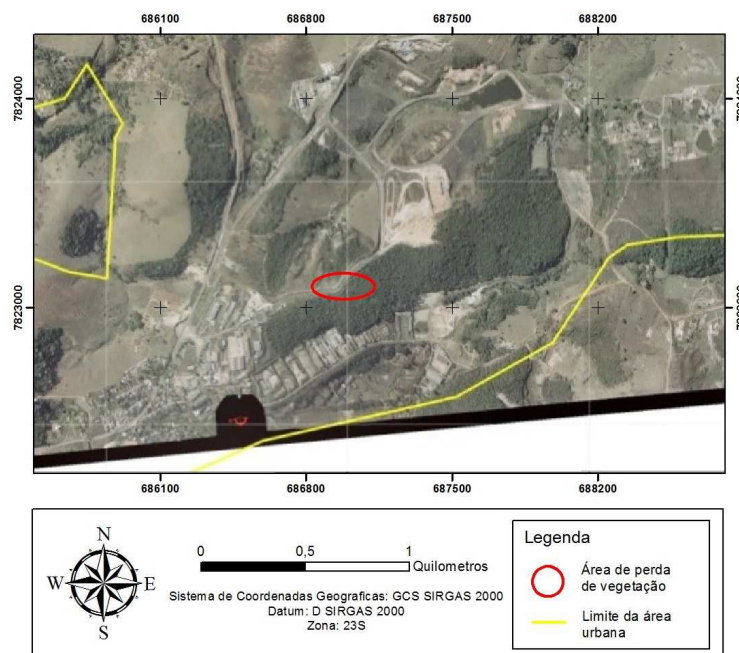 686100 686800 687500 688200
7824000
7823000
686100 686800 687500 688200
N
W E
S
0 0,5 1
Quilometros
Sistema de Coordenadas Geograficas: GCS SIRGAS 2000
Datum: D SIRGAS 2000
Zona: 23S
Legenda
Área de perda
de vegetação
Limite da área
urbana